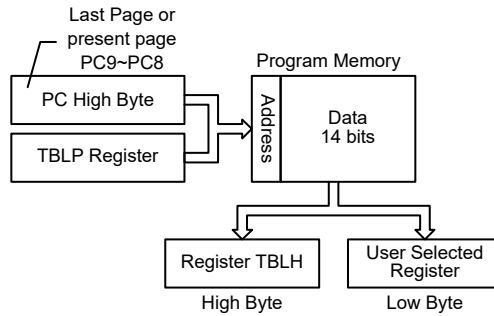 Last Page or
present page
PC9~PC8
Program Memory
PC High Byte
TBLP Register
Address
Data
14 bits
Register TBLH
User Selected
Register
High Byte
Low Byte